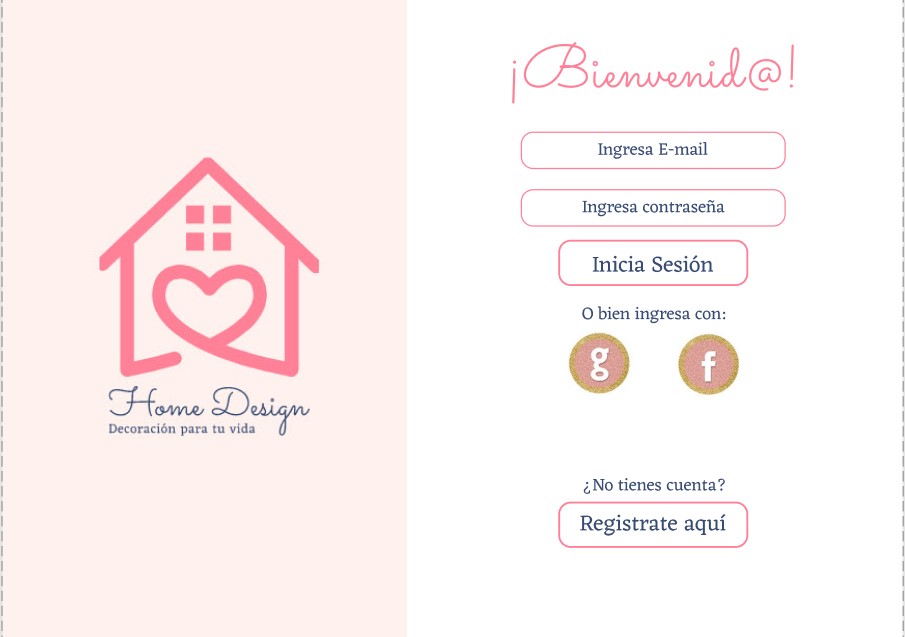 Home Design
Decoración para tu vida
¡Bienvenid@!
Ingresa E-mail
Ingresa contraseña
Inicia Sesión
O bien ingresa con:
g f
¿No tienes cuenta?
Registrate aquí